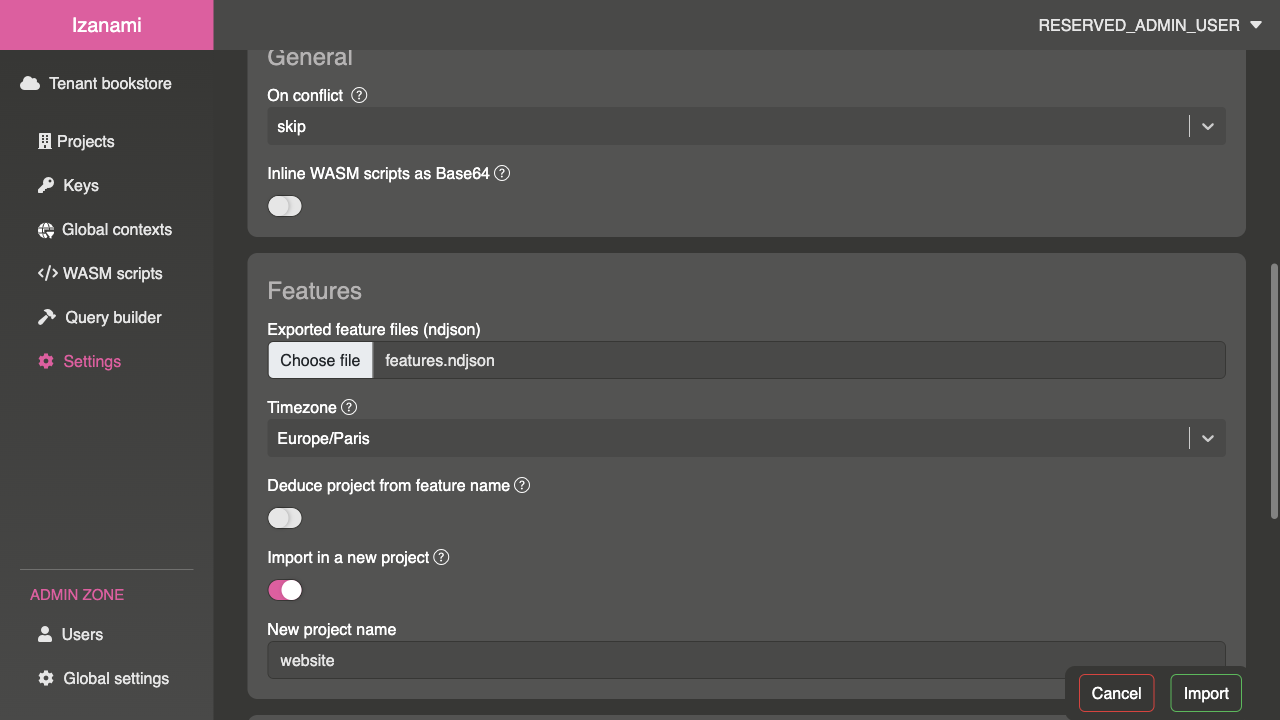 Izanami
RESERVED_ADMIN_USER
Tenant bookstore
Projects
Keys
Global contexts
WASM scripts
Query builder
Settings
ADMIN ZONE
Users
Global settings
General
On conflict
skip
Inline WASM scripts as Base64
Features
Exported feature files (ndjson)
Choose file features.ndjson
Timezone
Europe/Paris
Deduce project from feature name
Import in a new project
New project name
website
Cancel Import